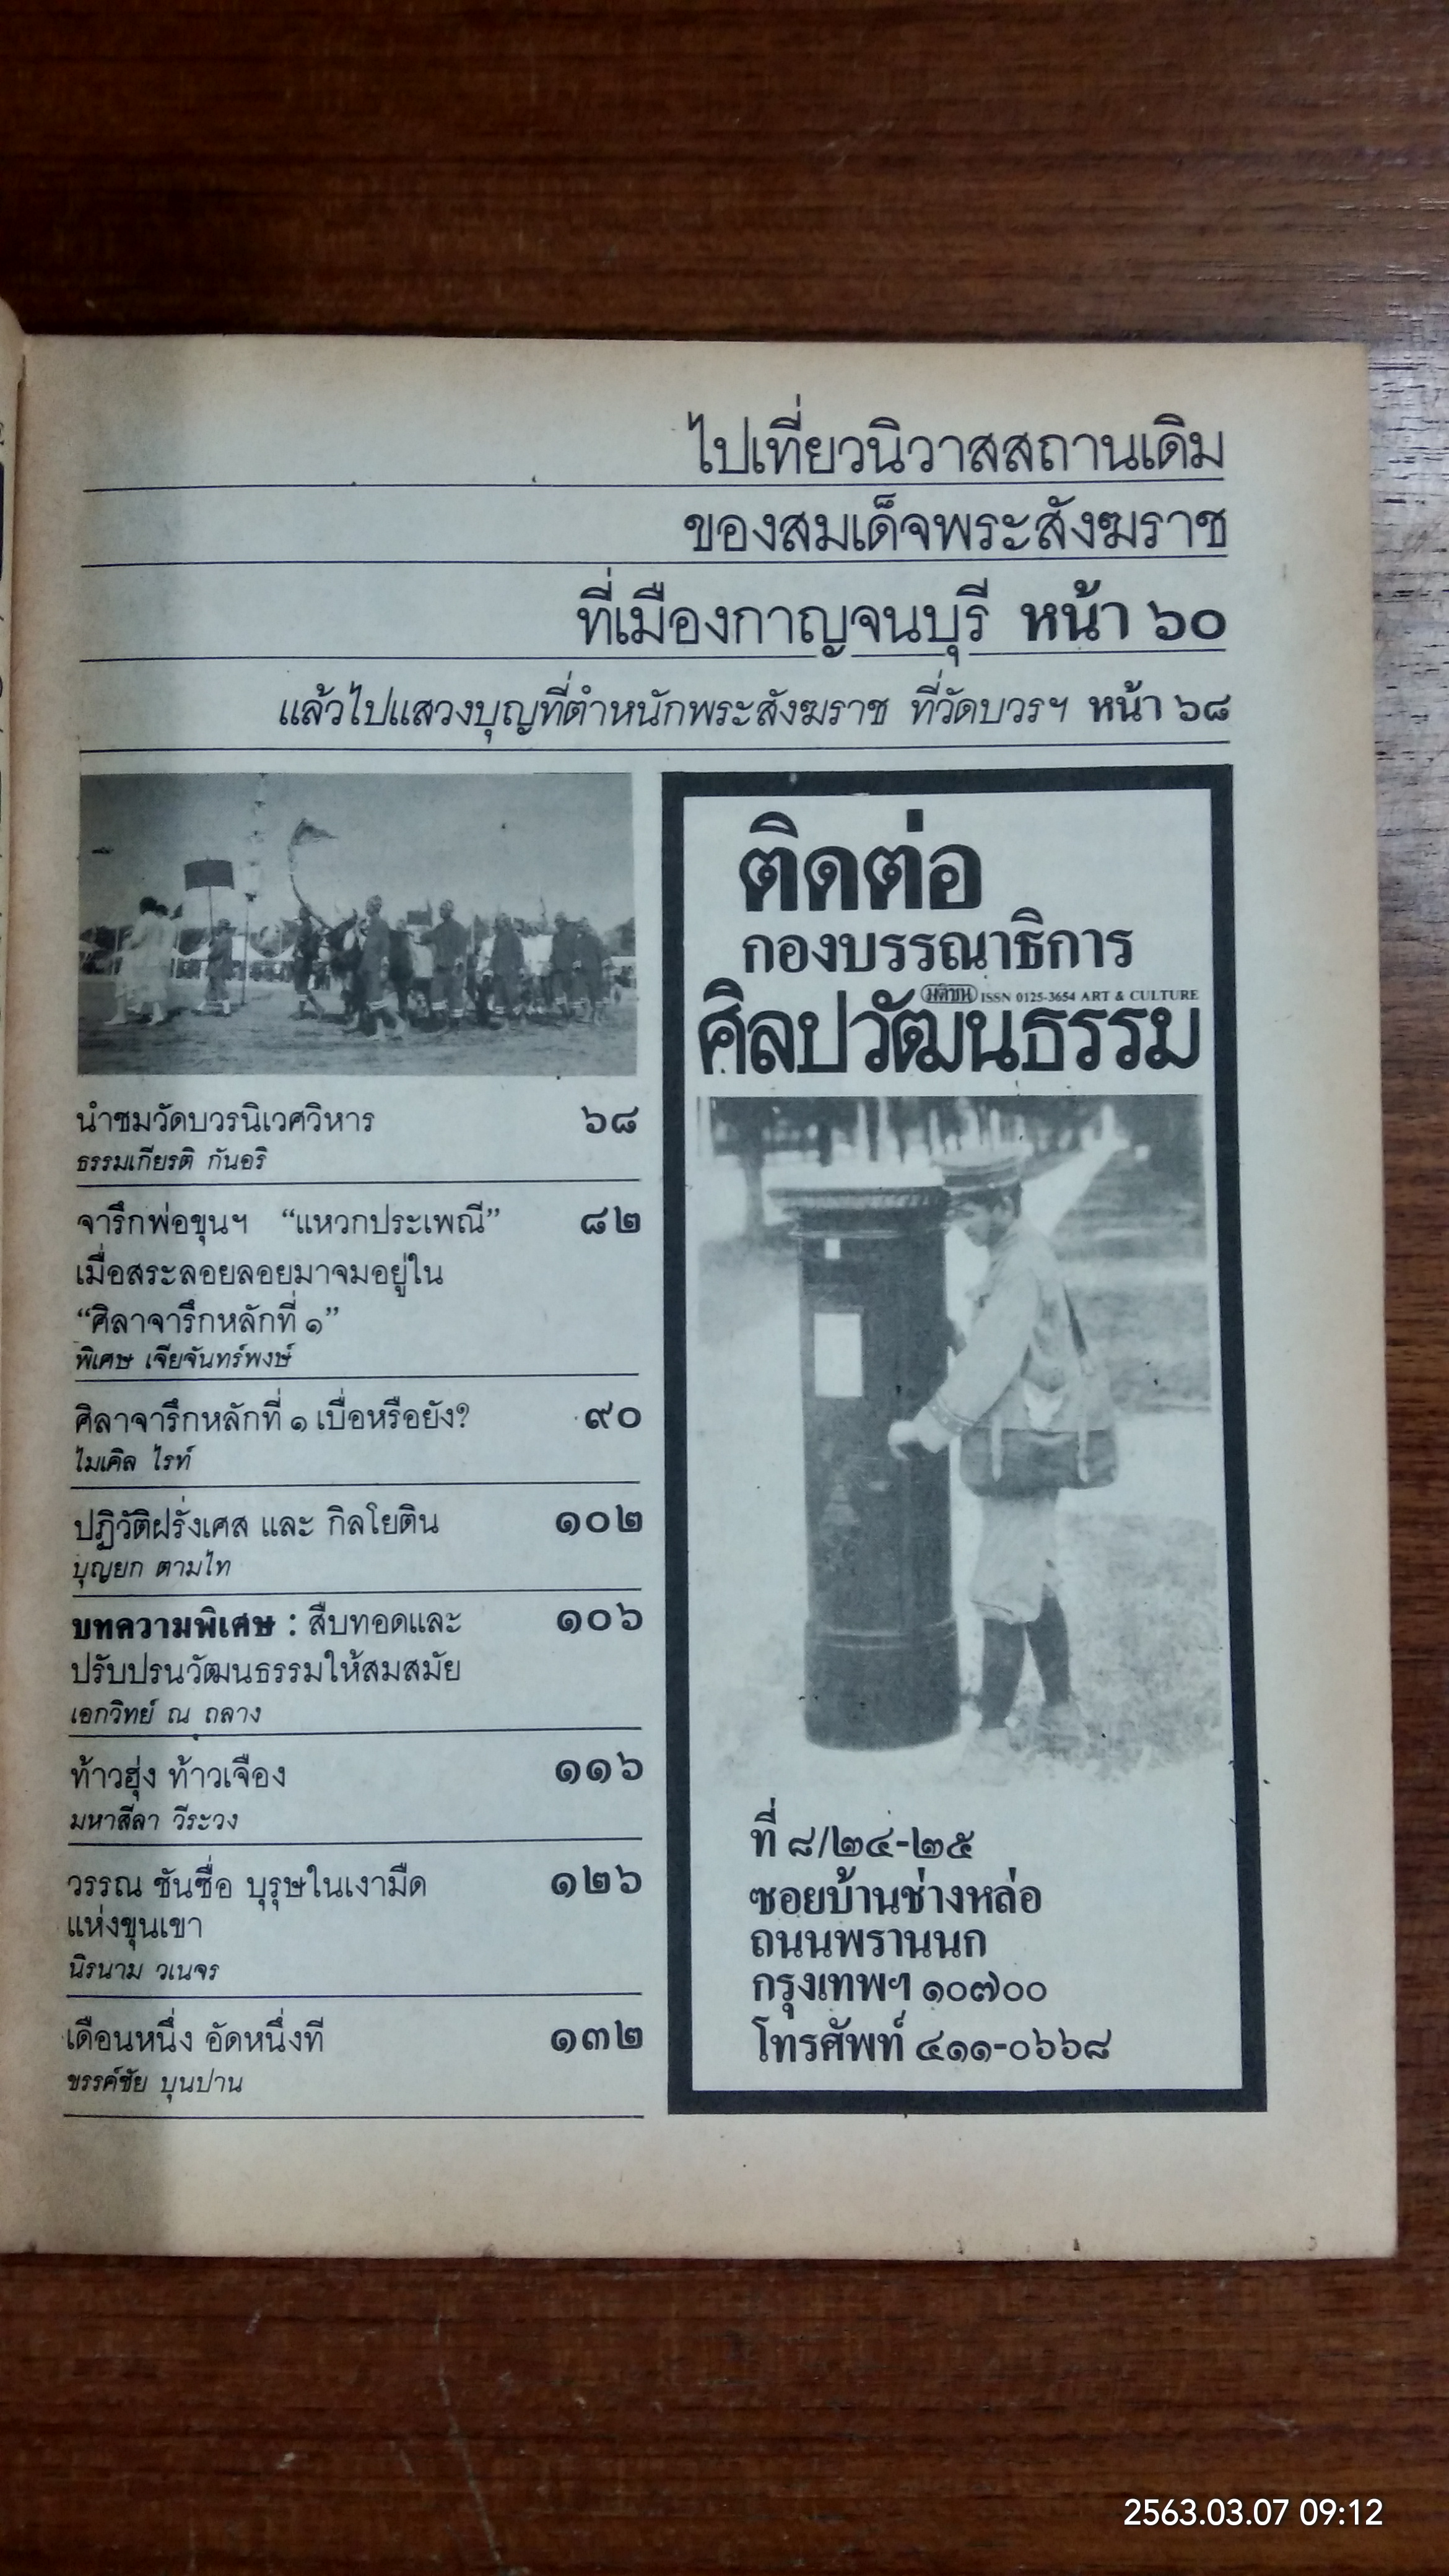 ไปเที่ยวนิวาสสถานเดิม
ของสมเด็จพระสังฆราช
ที่เมืองกาญจนบุรี หน้า ๖๐
แล้วไปแสวงบุญที่ตำหนักพระสังฆราช ที่วัดบวรฯ หน้า ๖๘
นำชมวัดบวรนิเวศวิหาร ๖๘
ธรรมเกียรติ กันอริ
จารึกพ่อขุนฯ “แหวกประเพณี” ๘๒
เมื่อสระลอยลอยมาจมอยู่ใน
“ศิลาจารึกหลักที่ ๑”
พิเศษ เจียจันทร์พงษ์
ศิลาจารึกหลักที่ ๑ เบื่อหรือยัง? ๙๐
ไมเคิล ไรท์
ปฏิวัติฝรั่งเศส และ กิลโยติน ๑๐๒
บุญยก ตามไท
บทความพิเศษ : สืบทอดและ ๑๐๖
ปรับปรนวัฒนธรรมให้สมสมัย
เอกวิทย์ ณ ถลาง
ท้าวฮุ่ง ท้าวเจือง ๑๑๖
มหาสีลา วีระวง
วรรณ ชันซื่อ บุรุษในเงามืด ๑๒๖
แห่งขุนเขา
นิรนาม วเนจร
เดือนหนึ่ง อัดหนึ่งที ๑๓๒
ขรรค์ชัย บุนปาน
ติดต่อ
กองบรรณาธิการ
มติชน ISSN 0125-3654 ART & CULTURE
ศิลปวัฒนธรรม
ที่ ๘/๒๔-๒๕
ซอยบ้านช่างหล่อ
ถนนพรานนก
กรุงเทพฯ ๑๐๗๐๐
โทรศัพท์ ๔๑๑-๐๖๖๘
2563.03.07 09:12